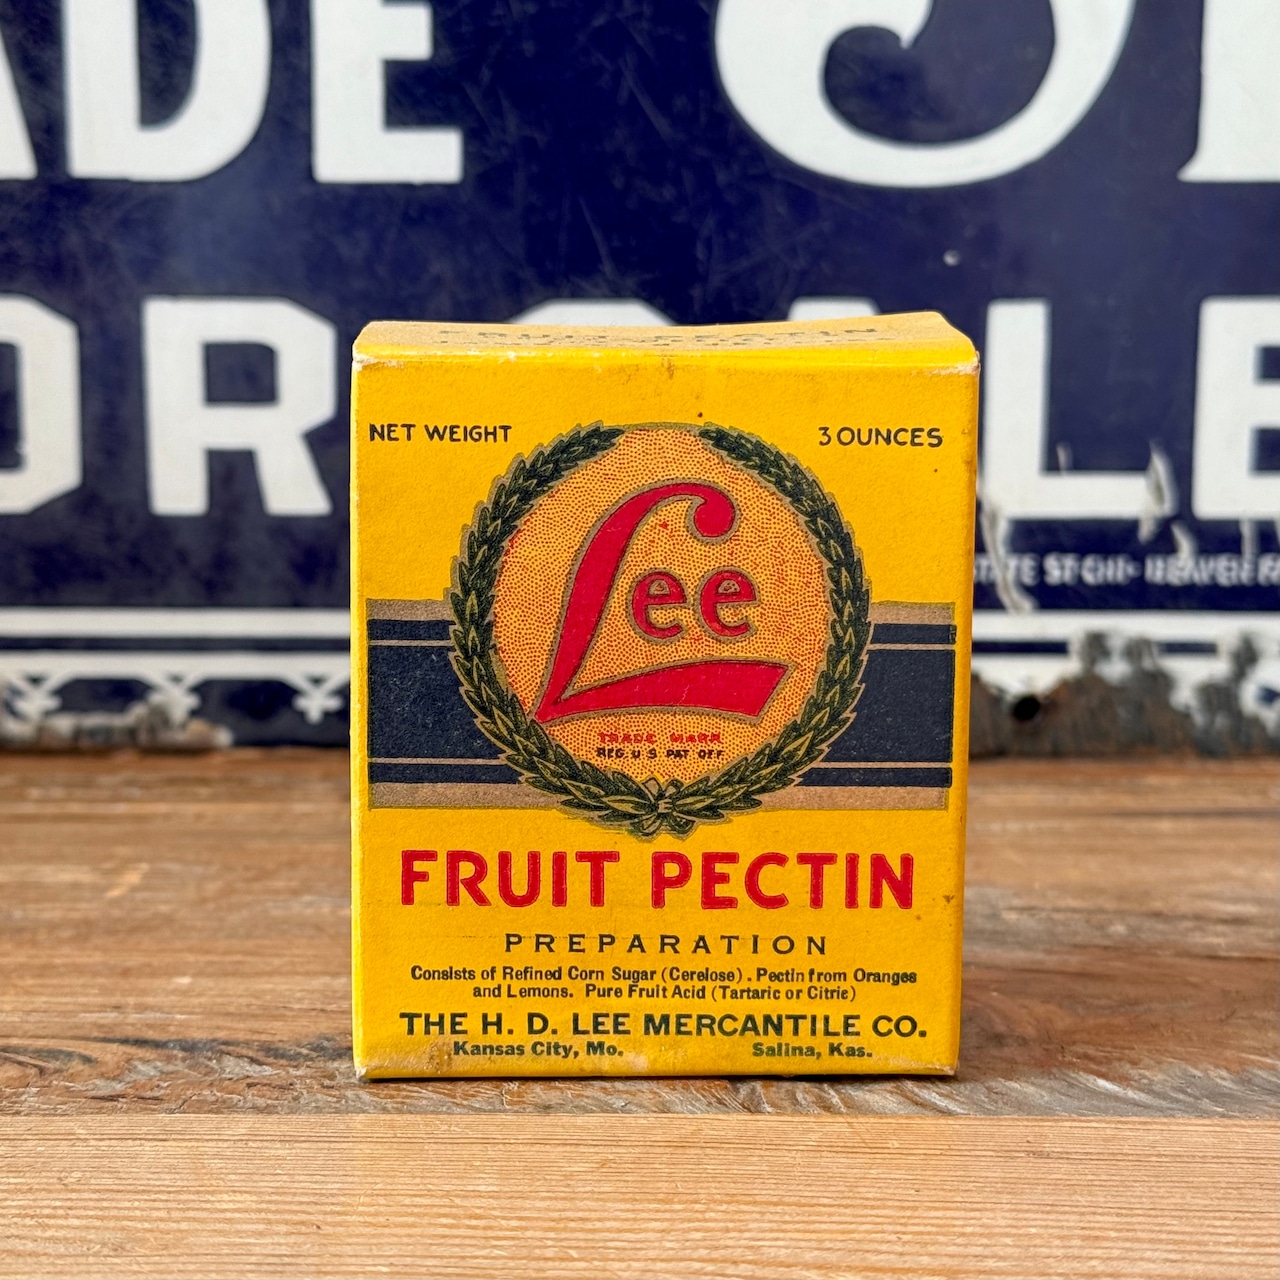 ADE
OR SALE
NET WEIGHT 3 OUNCES
Lee
TRADE MARK
REG U S PAT OFF
FRUIT PECTIN
PREPARATION
Consists of Refined Corn Sugar (Cerelose). Pectin from Oranges
and Lemons. Pure Fruit Acid (Tartaric or Citric)
THE H. D. LEE MERCANTILE CO.
Kansas City, Mo. Salina, Kas.